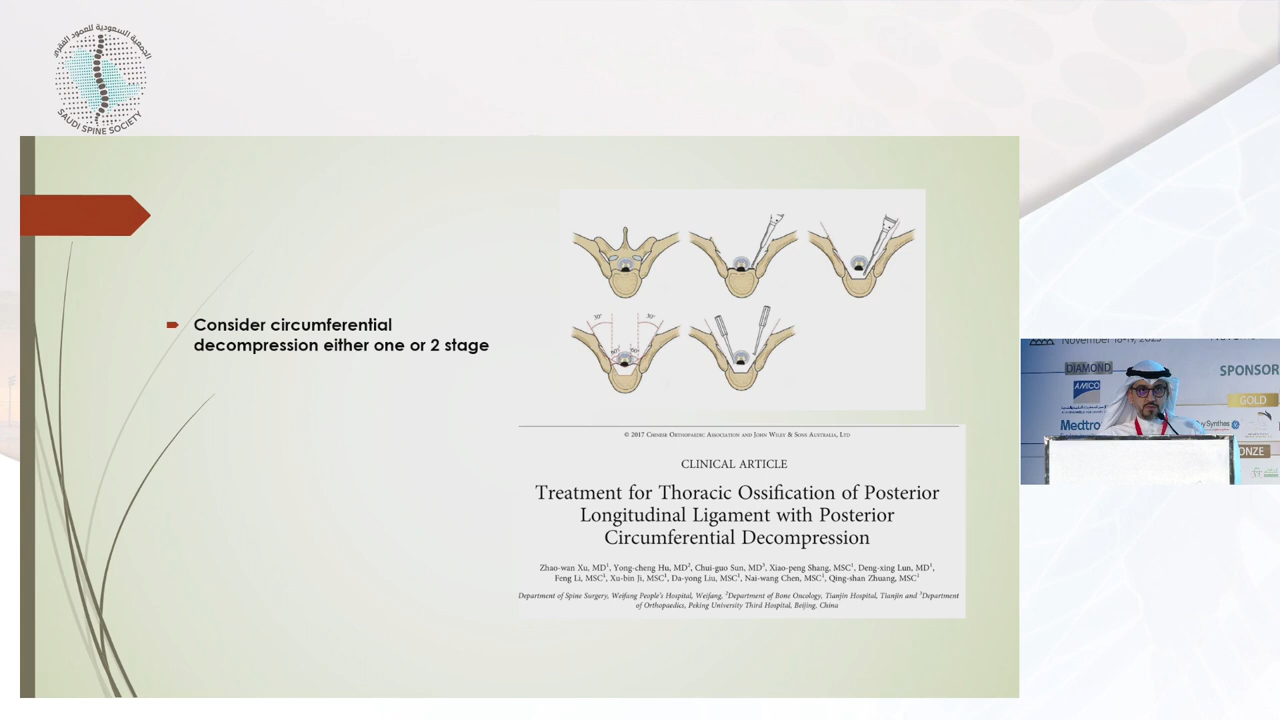 الجمعية السعودية للعمود الفقري
SAUDI SPINE SOCIETY
Consider circumferential
decompression either one or 2 stage
30° 30°
© 2017 Chinese Orthopaedic Association and John Wiley & Sons Australia, Ltd
CLINICAL ARTICLE
Treatment for Thoracic Ossification of Posterior
Longitudinal Ligament with Posterior
Circumferential Decompression
Zhao-wan Xu, MD¹, Yong-cheng Hu, MD², Chui-guo Sun, MD³, Xiao-peng Shang, MSC¹, Deng-xing Lun, MD¹,
Feng Li, MSC¹, Xu-bin Ji, MSC¹, Da-yong Liu, MSC¹, Nai-wang Chen, MSC¹, Qing-shan Zhuang, MSC¹
Department of Spine Surgery, Weifang People's Hospital, Weifang, ²Department of Bone Oncology, Tianjin Hospital, Tianjin and ³Department
of Orthopaedics, Peking University Third Hospital, Beijing, China
DIAMOND
SPONSOR
AMICO
GOLD
Medtro
Synthes
ONZE